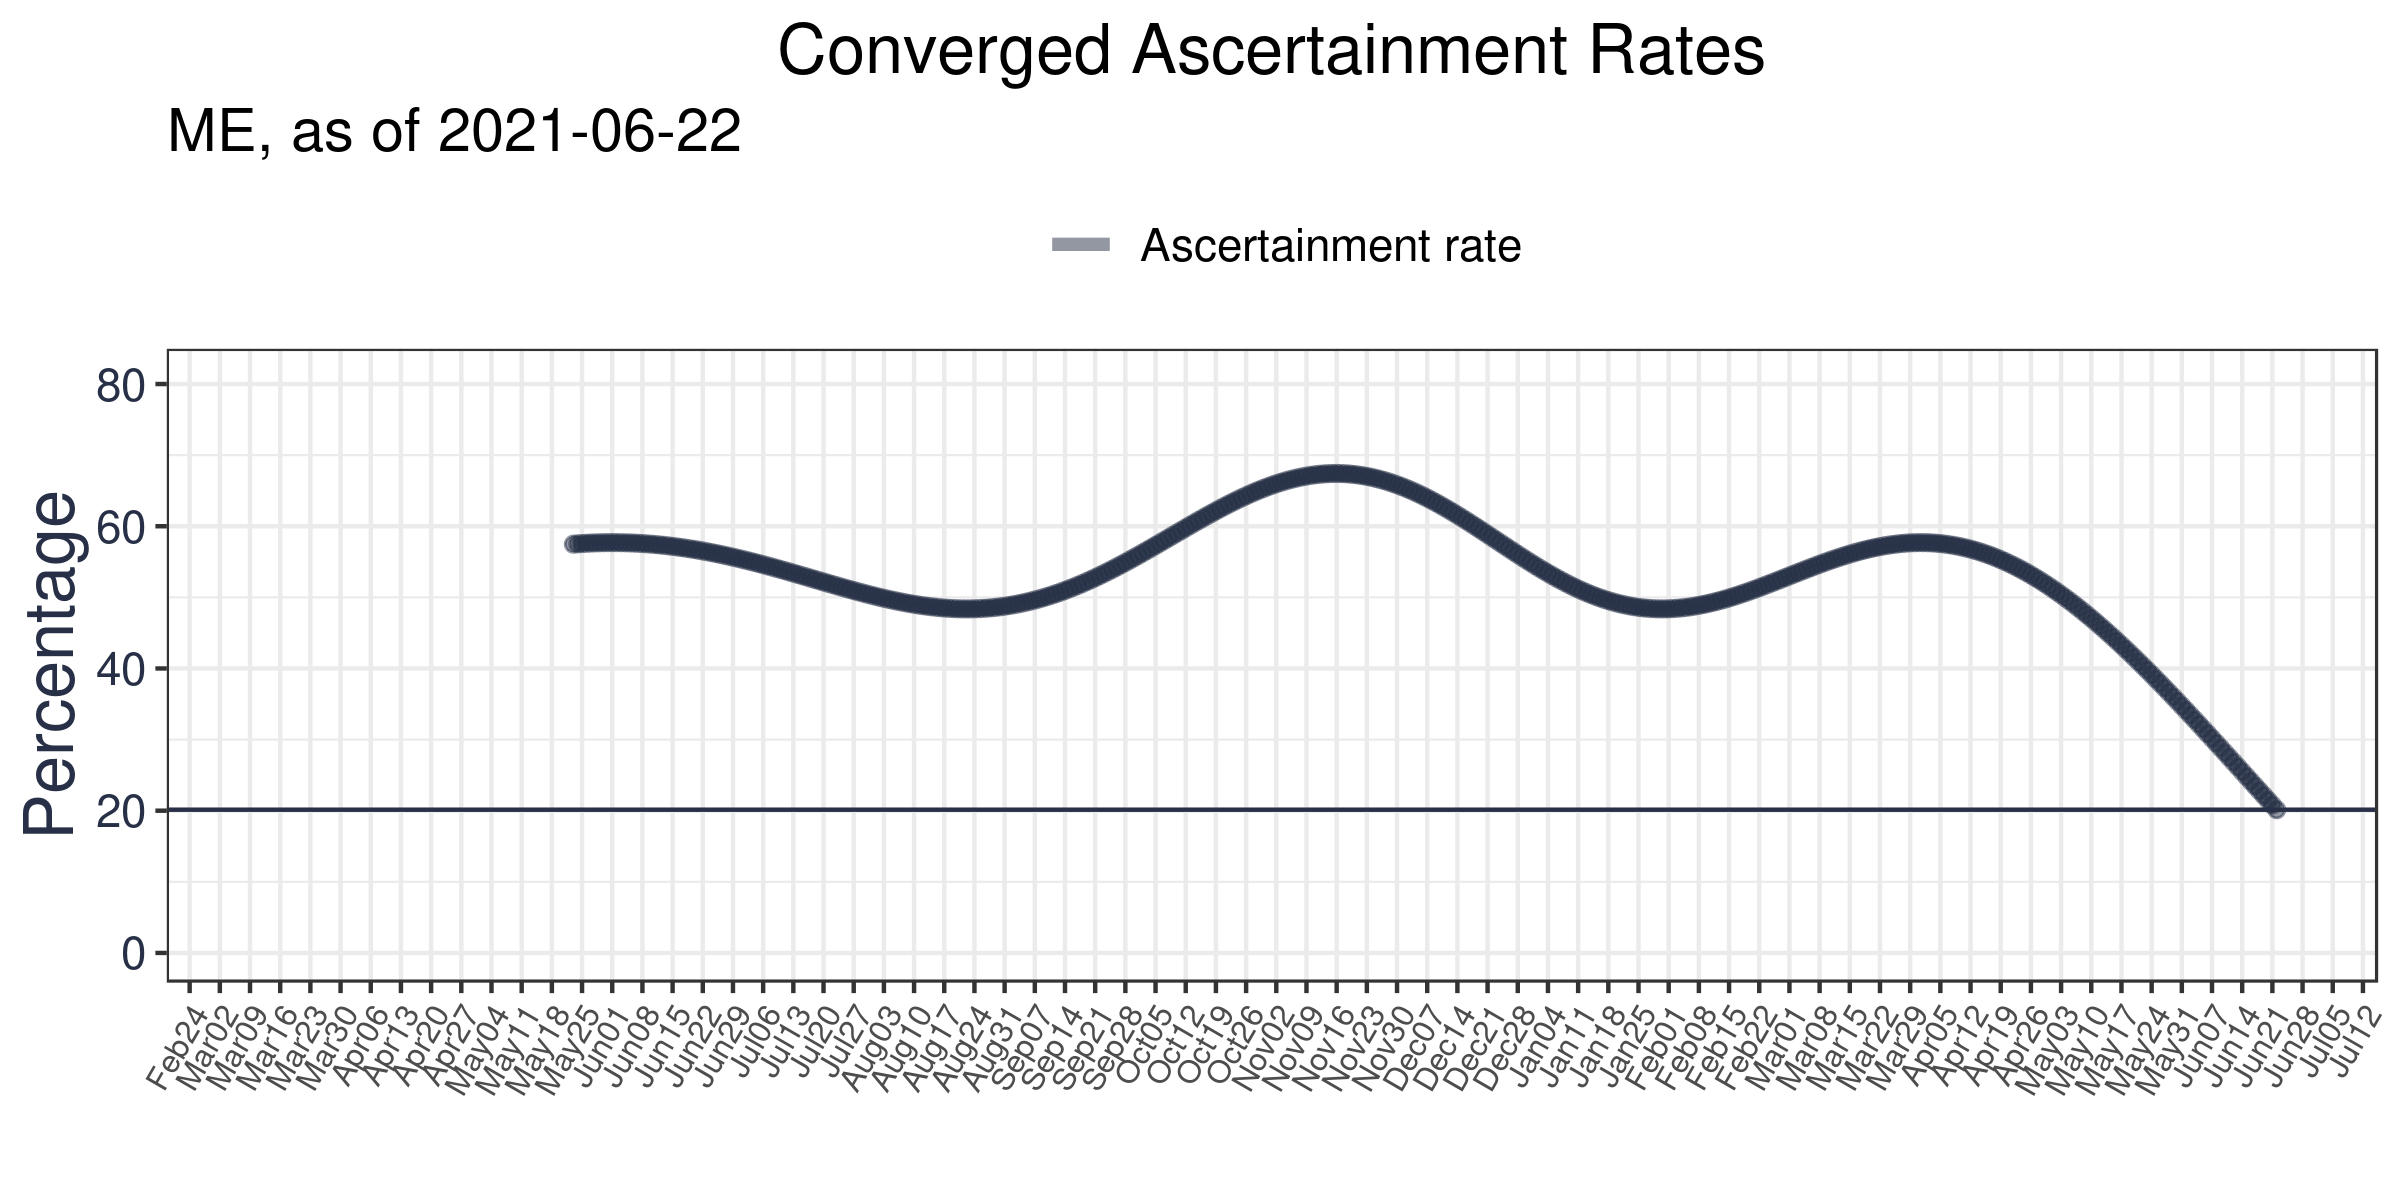 Converged Ascertainment Rates
ME, as of 2021-06-22
Ascertainment rate
Percentage
80
60
40
20
0
Feb24
Mar02
Mar09
Mar16
Mar23
Mar30
Apr06
Apr13
Apr20
Apr27
May04
May11
May18
May25
Jun01
Jun08
Jun15
Jun22
Jun29
Jul06
Jul13
Jul20
Jul27
Aug03
Aug10
Aug17
Aug24
Aug31
Sep07
Sep14
Sep21
Sep28
Oct05
Oct12
Oct19
Oct26
Nov02
Nov09
Nov16
Nov23
Nov30
Dec07
Dec14
Dec21
Dec28
Jan04
Jan11
Jan18
Jan25
Feb01
Feb08
Feb15
Feb22
Mar01
Mar08
Mar15
Mar22
Mar29
Apr05
Apr12
Apr19
Apr26
May03
May10
May17
May24
May31
Jun07
Jun14
Jun21
Jun28
Jul05
Jul12